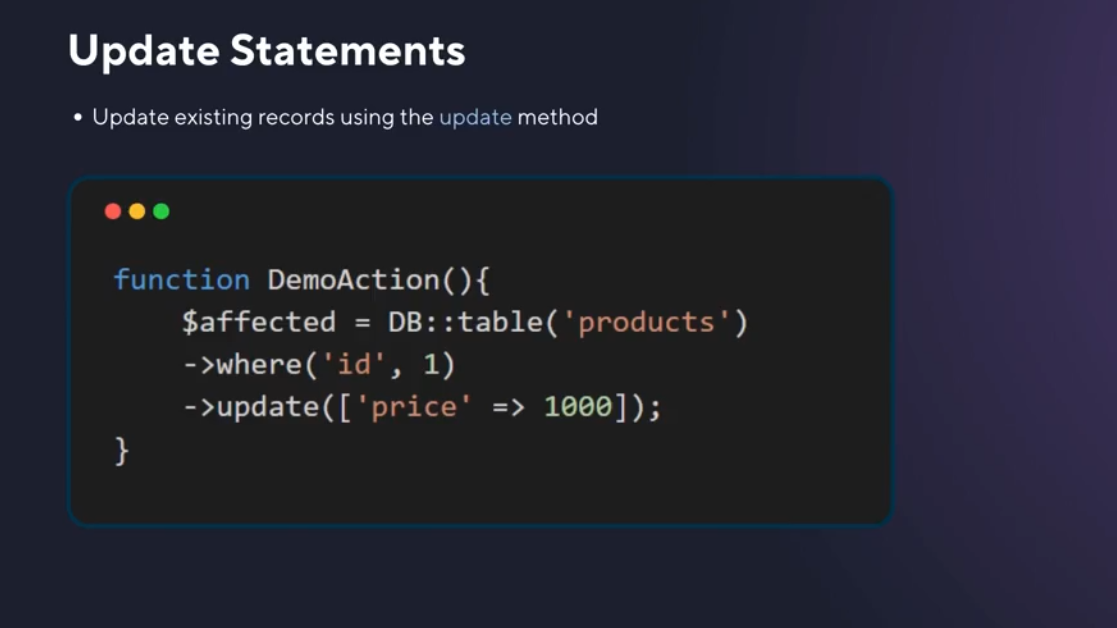 Update Statements
• Update existing records using the update method
function DemoAction(){
    $affected = DB::table('products')
    ->where('id', 1)
    ->update(['price' => 1000]);
}